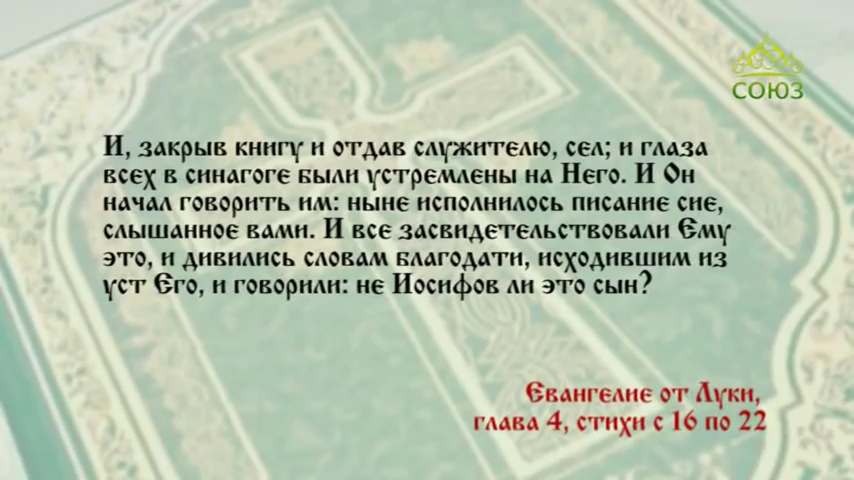 СОЮЗ
И, закрыв книгу и отдав служителю, сел; и глаза
всех в синагоге были устремлены на Него. И Он
начал говорить им: ныне исполнилось писание сие,
слышанное вами. И все засвидетельствовали Ему
это, и дивились словам благодати, исходившим из
уст Его, и говорили: не Иосифов ли это сын?
Евангелие от Луки,
глава 4, стихи с 16 по 22